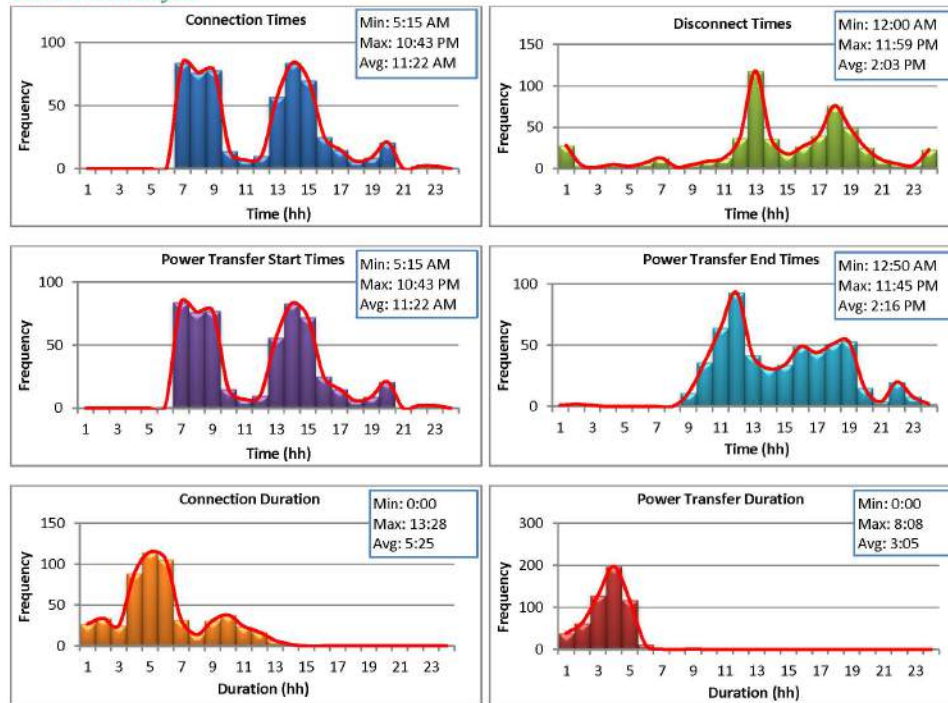 Connection Times
Min: 5:15 AM
Max: 10:43 PM
Avg: 11:22 AM
100
50
0
Frequency
1 3 5 7 9 11 13 15 17 19 21 23
Time (hh)
Disconnect Times
Min: 12:00 AM
Max: 11:59 PM
Avg: 2:03 PM
150
100
50
0
Frequency
1 3 5 7 9 11 13 15 17 19 21 23
Time (hh)
Power Transfer Start Times
Min: 5:15 AM
Max: 10:43 PM
Avg: 11:22 AM
100
50
0
Frequency
1 3 5 7 9 11 13 15 17 19 21 23
Time (hh)
Power Transfer End Times
Min: 12:50 AM
Max: 11:45 PM
Avg: 2:16 PM
100
50
0
Frequency
1 3 5 7 9 11 13 15 17 19 21 23
Time (hh)
Connection Duration
Min: 0:00
Max: 13:28
Avg: 5:25
150
100
50
0
Frequency
1 3 5 7 9 11 13 15 17 19 21 23
Duration (hh)
Power Transfer Duration
Min: 0:00
Max: 8:08
Avg: 3:05
300
200
100
0
Frequency
1 3 5 7 9 11 13 15 17 19 21 23
Duration (hh)